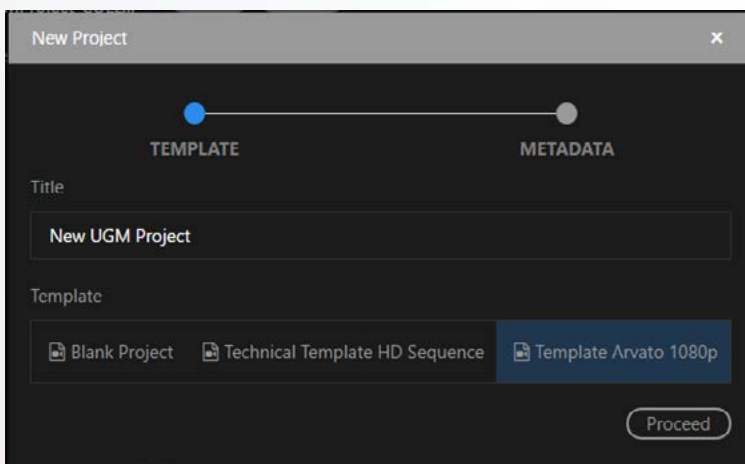 New Project ×
TEMPLATE METADATA
Title
New UGM Project
Template
Blank Project Technical Template HD Sequence Template Arvato 1080p
Proceed